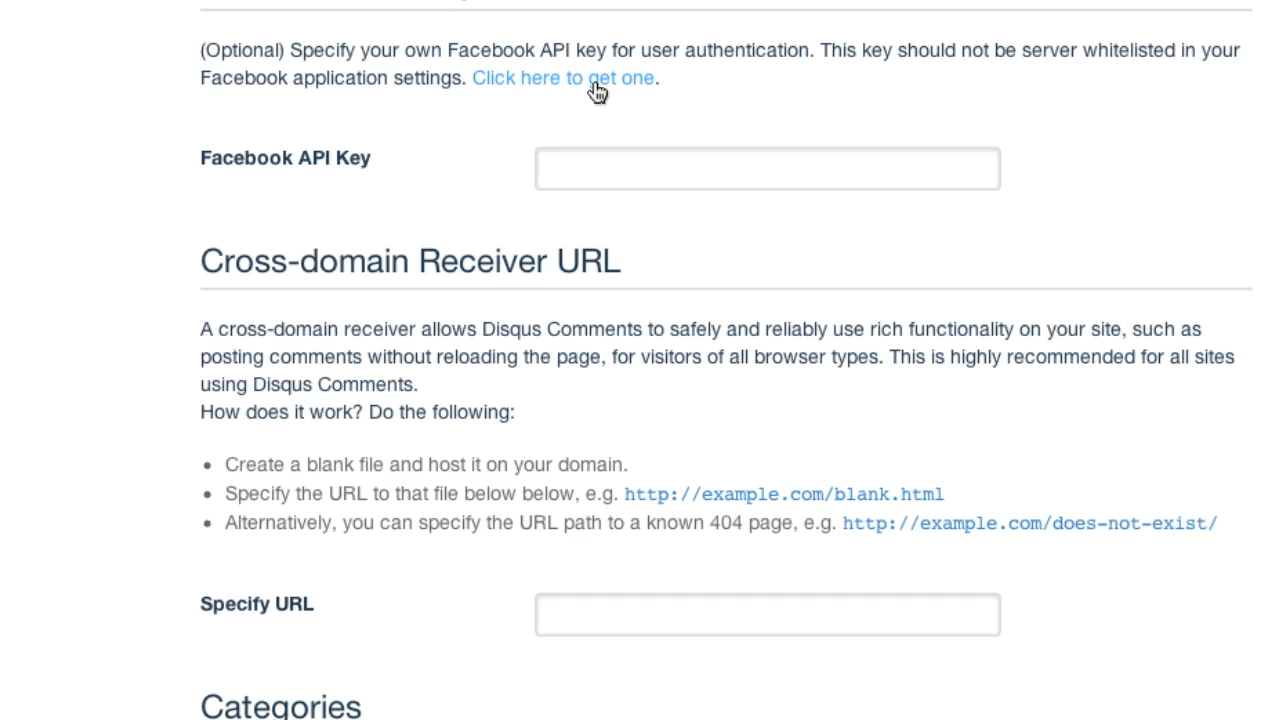 (Optional) Specify your own Facebook API key for user authentication. This key should not be server whitelisted in your
Facebook application settings. Click here to get one.
Facebook API Key
Cross-domain Receiver URL
A cross-domain receiver allows Disqus Comments to safely and reliably use rich functionality on your site, such as
posting comments without reloading the page, for visitors of all browser types. This is highly recommended for all sites
using Disqus Comments.
How does it work? Do the following:
• Create a blank file and host it on your domain.
• Specify the URL to that file below below, e.g. http://example.com/blank.html
• Alternatively, you can specify the URL path to a known 404 page, e.g. http://example.com/does-not-exist/
Specify URL
Categories